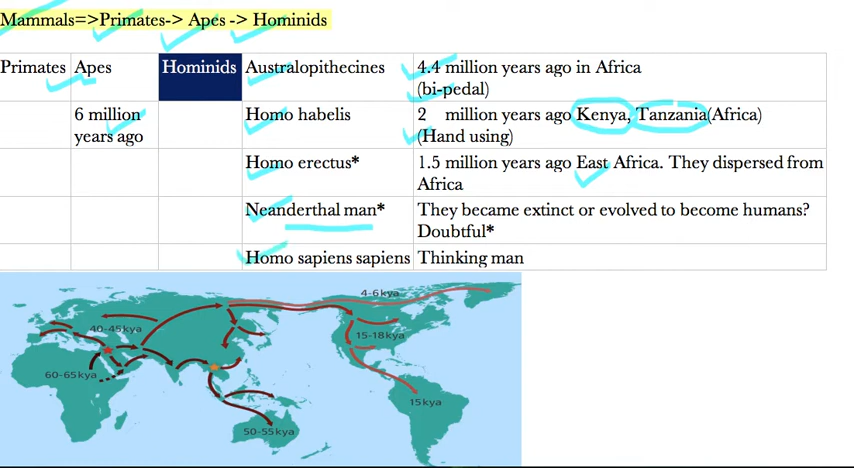 Mammals=>Primates-> Apes -> Hominids
Primates Apes Hominids Australopithecines 4.4 million years ago in Africa
(bi-pedal)
6 million Homo habelis 2 million years ago Kenya, Tanzania(Africa)
years ago (Hand using)
Homo erectus* 1.5 million years ago East Africa. They dispersed from
Africa
Neanderthal man* They became extinct or evolved to become humans?
Doubtful*
Homo sapiens sapiens Thinking man
4-6kya
40-45kya
15-18kya
60-65kya
15kya
50-55kya